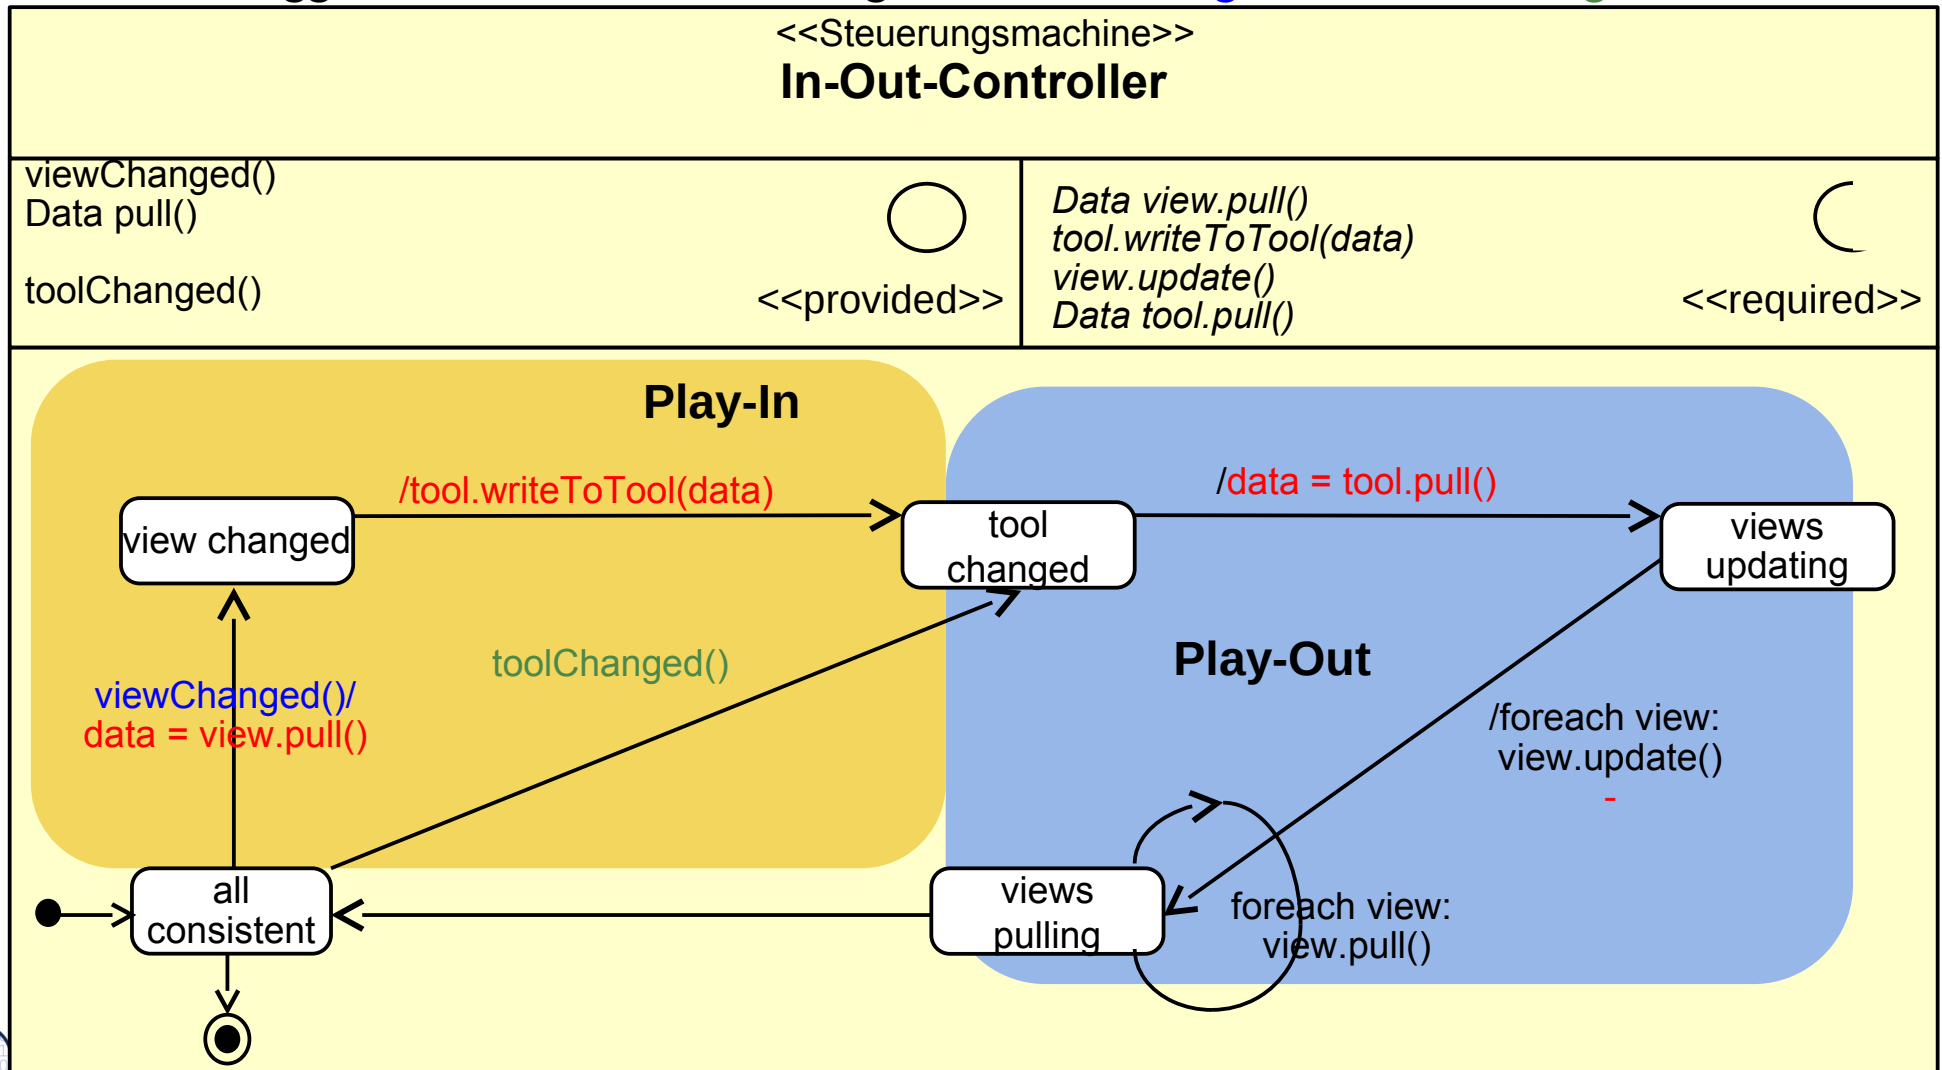 <<Steuerungsmachine>>
In-Out-Controller
viewChanged()
Data pull()
toolChanged()
<<provided>>
Data view.pull()
tool.writeToTool(data)
view.update()
Data tool.pull()
<<required>>
Play-In
/tool.writeToTool(data)
/data = tool.pull()
view changed
tool
changed
views
updating
toolChanged()
Play-Out
viewChanged()/
data = view.pull()
/foreach view:
view.update()
-
all
consistent
views
pulling
foreach view:
view.pull()